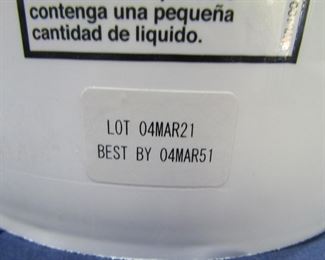 contenga una pequeña
cantidad de liquido.
LOT 04MAR21
BEST BY 04MAR51